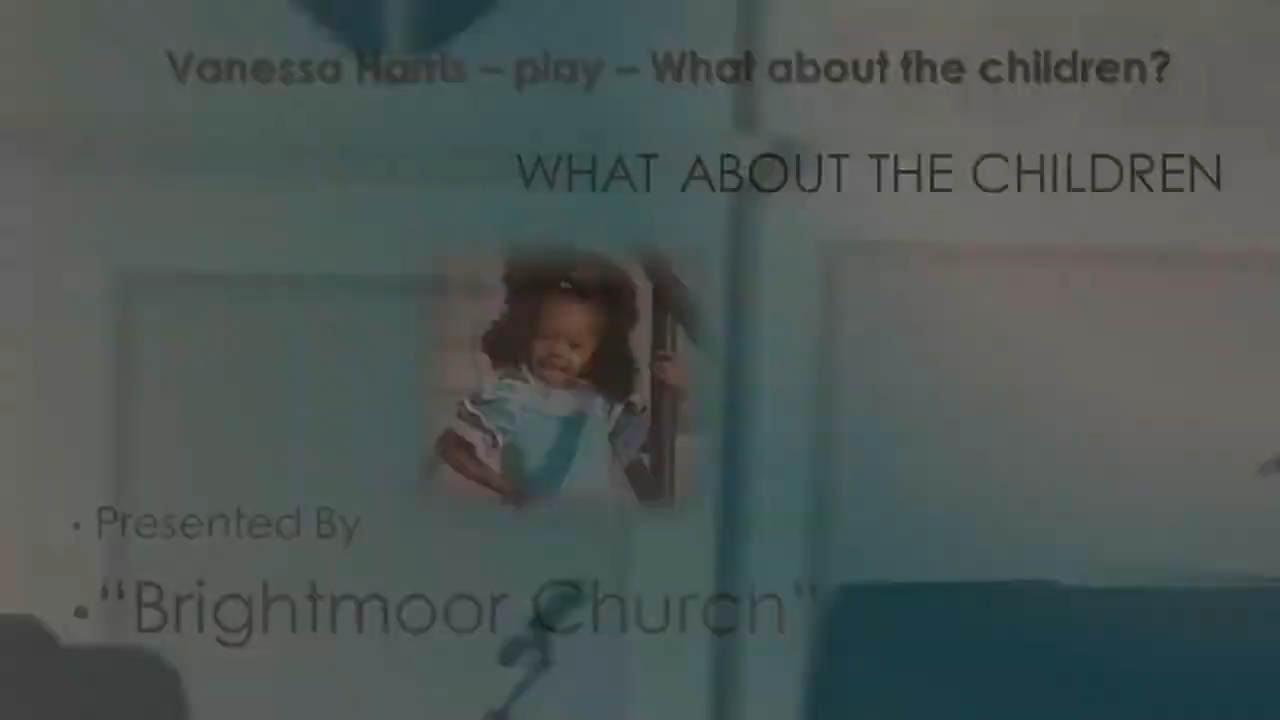 Vanessa Harris – play – What about the children?
WHAT ABOUT THE CHILDREN
• Presented By
• "Brightmoor Church"